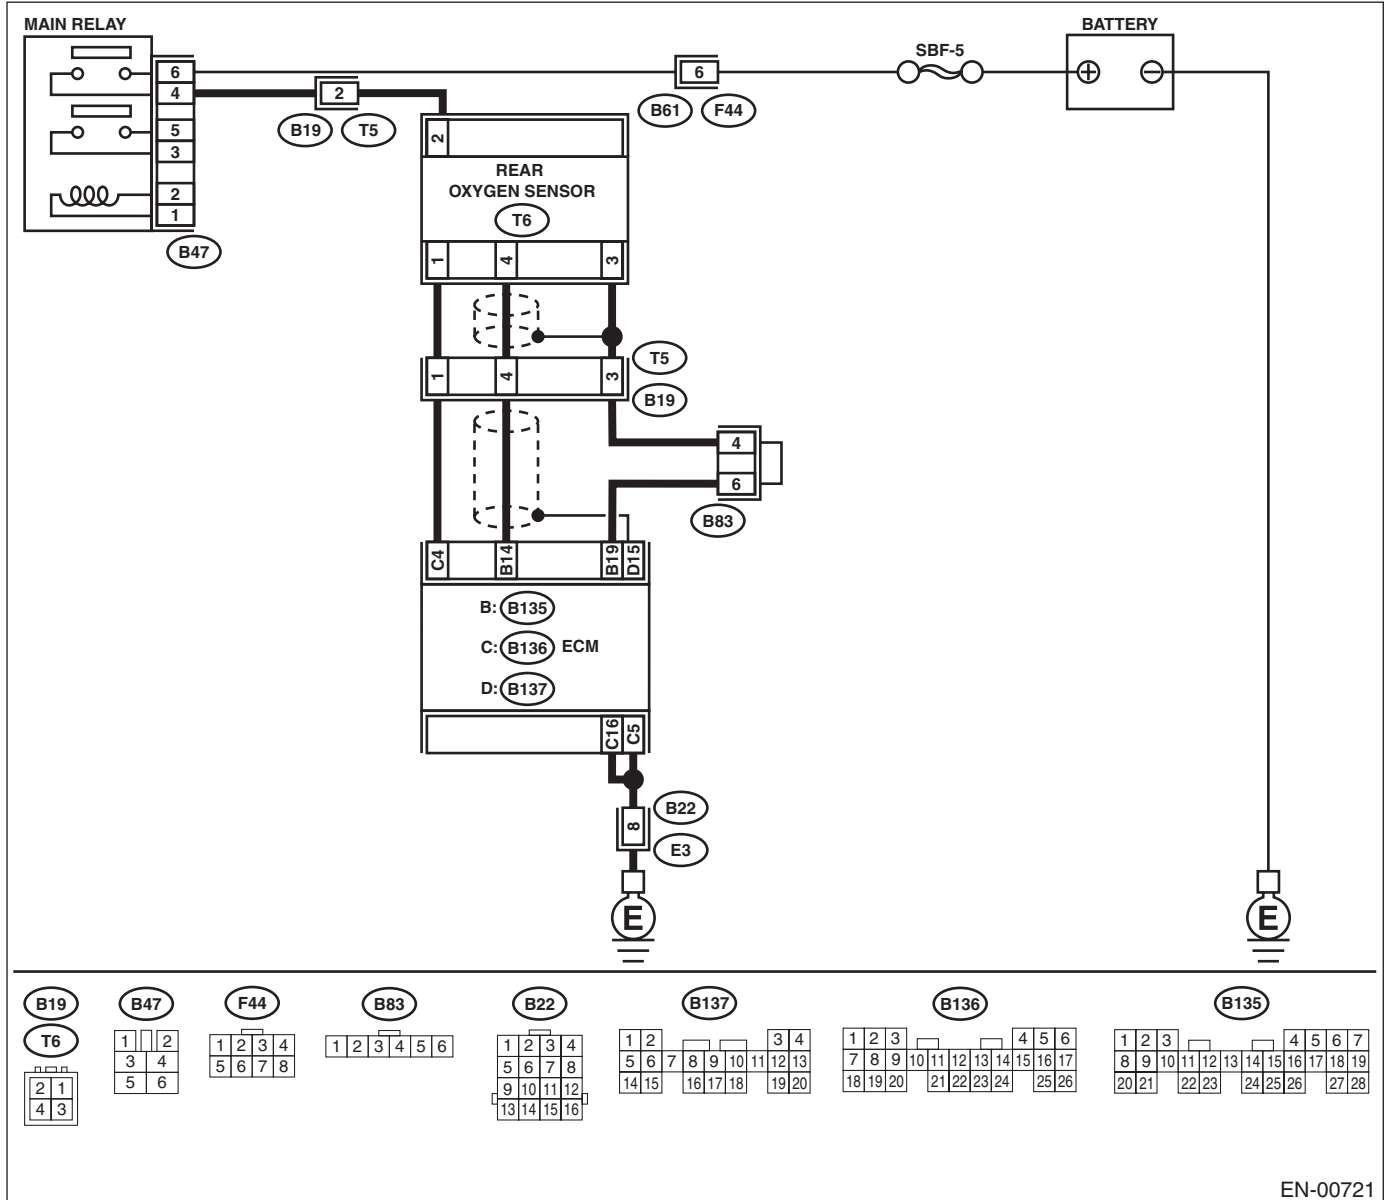 MAIN RELAY
BATTERY
SBF-5
6
6
4
2
5
3
2
1
B19 T5
B61 F44
B47
2
REAR
OXYGEN SENSOR
T6
1 4 3
T5
1 4 3
B19
4
6
B83
C4 B14 B19 D15
B: B135
C: B136 ECM
D: B137
C16 C5
B22
8
E3
E E
B19 B47 F44 B83 B22 B137 B136 B135
T6
2 1
4 3
1 2
3 4
5 6
1 2 3 4
5 6 7 8
1 2 3 4 5 6
1 2 3 4
5 6 7 8
9 10 11 12
13 14 15 16
1 2 3 4
5 6 7 8 9 10 11 12 13
14 15 16 17 18 19 20
1 2 3 4 5 6
7 8 9 10 11 12 13 14 15 16 17
18 19 20 21 22 23 24 25 26
1 2 3 4 5 6 7
8 9 10 11 12 13 14 15 16 17 18 19
20 21 22 23 24 25 26 27 28
EN-00721